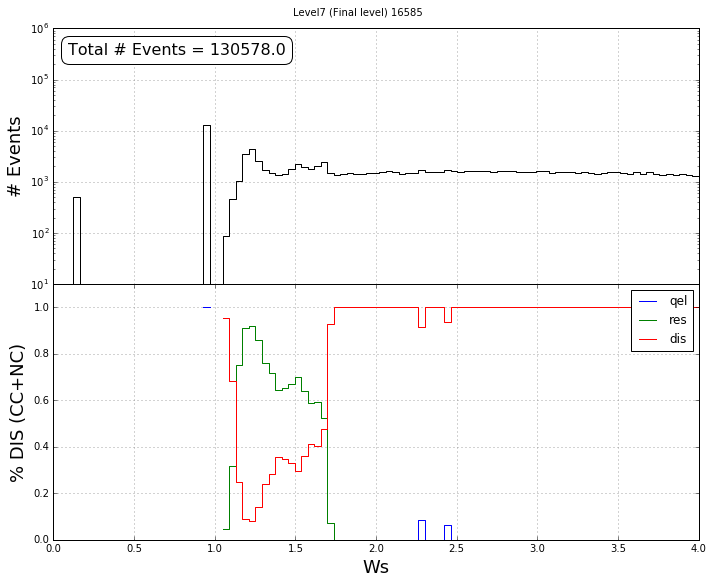 Level7 (Final level) 16585
10^6
Total # Events = 130578.0
10^5
10^4
10^3
10^2
10^1
# Events
qel
res
dis
1.0
0.8
0.6
0.4
0.2
0.0
% DIS (CC+NC)
0.0 0.5 1.0 1.5 2.0 2.5 3.0 3.5 4.0
Ws